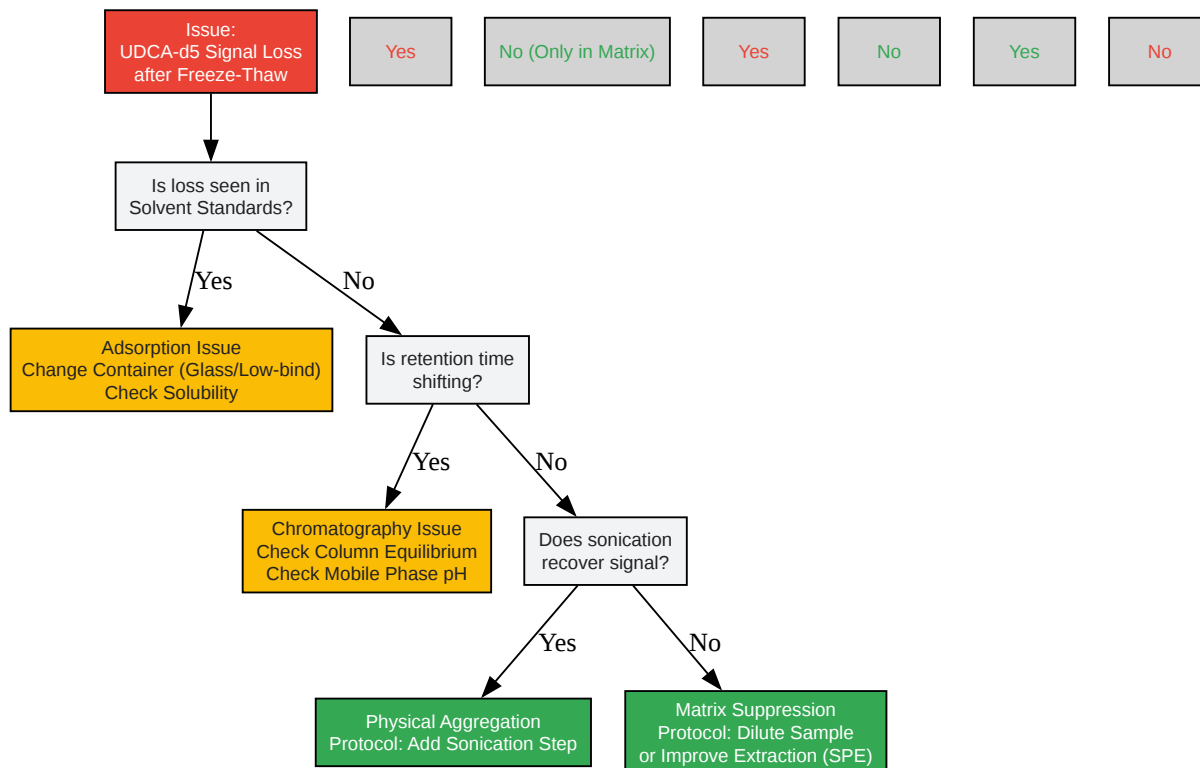 Issue:
UDCA-d5 Signal Loss
after Freeze-Thaw
Yes
No (Only in Matrix)
Yes
No
Yes
No
Is loss seen in
Solvent Standards?
Yes
No
Adsorption Issue
Change Container (Glass/Low-bind)
Check Solubility
Is retention time
shifting?
Yes
No
Chromatography Issue
Check Column Equilibrium
Check Mobile Phase pH
Does sonication
recover signal?
Yes
No
Physical Aggregation
Protocol: Add Sonication Step
Matrix Suppression
Protocol: Dilute Sample
or Improve Extraction (SPE)